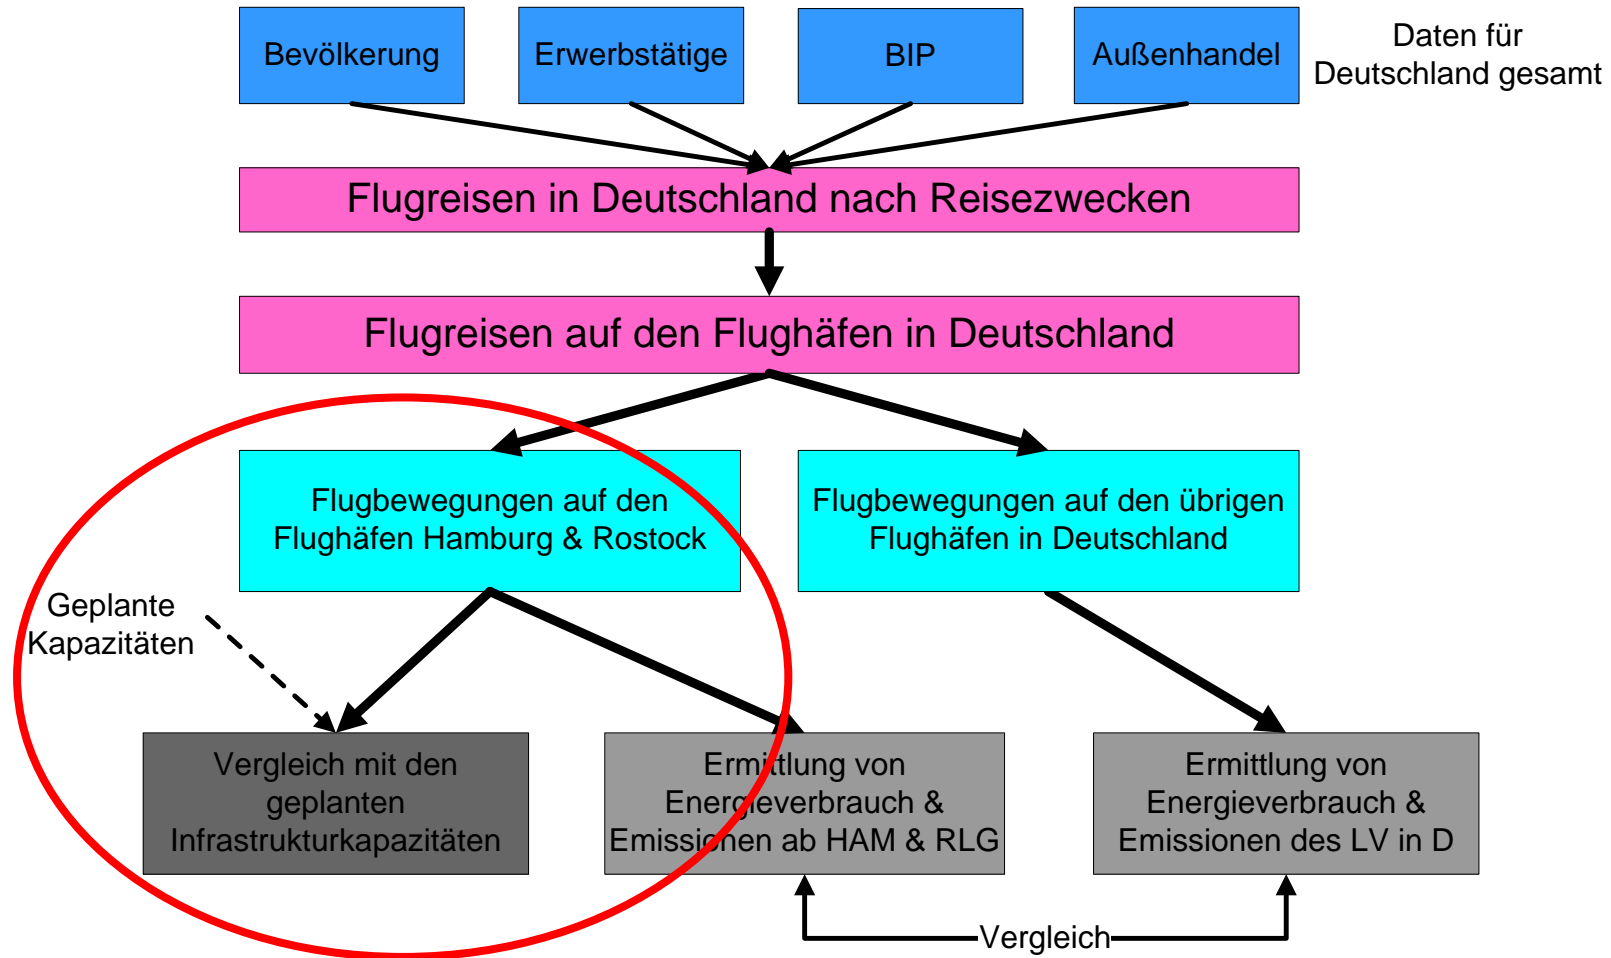 Bevölkerung
Erwerbstätige
BIP
Außenhandel
Daten für
Deutschland gesamt
Flugreisen in Deutschland nach Reisezwecken
Flugreisen auf den Flughäfen in Deutschland
Flugbewegungen auf den
Flughäfen Hamburg & Rostock
Flugbewegungen auf den übrigen
Flughäfen in Deutschland
Geplante
Kapazitäten
Vergleich mit den
geplanten
Infrastrukturkapazitäten
Ermittlung von
Energieverbrauch &
Emissionen ab HAM & RLG
Ermittlung von
Energieverbrauch &
Emissionen des LV in D
Vergleich